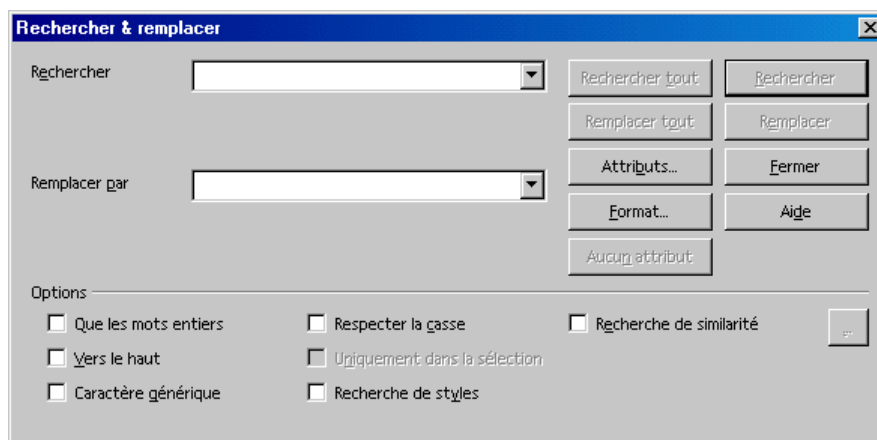 Rechercher & remplacer
Rechercher
Rechercher tout
Rechercher
Remplacer tout
Remplacer
Remplacer par
Attributs...
Fermer
Format...
Aide
Aucun attribut
Options
Que les mots entiers
Respecter la casse
Recherche de similarité
...
Vers le haut
Uniquement dans la sélection
Caractère générique
Recherche de styles